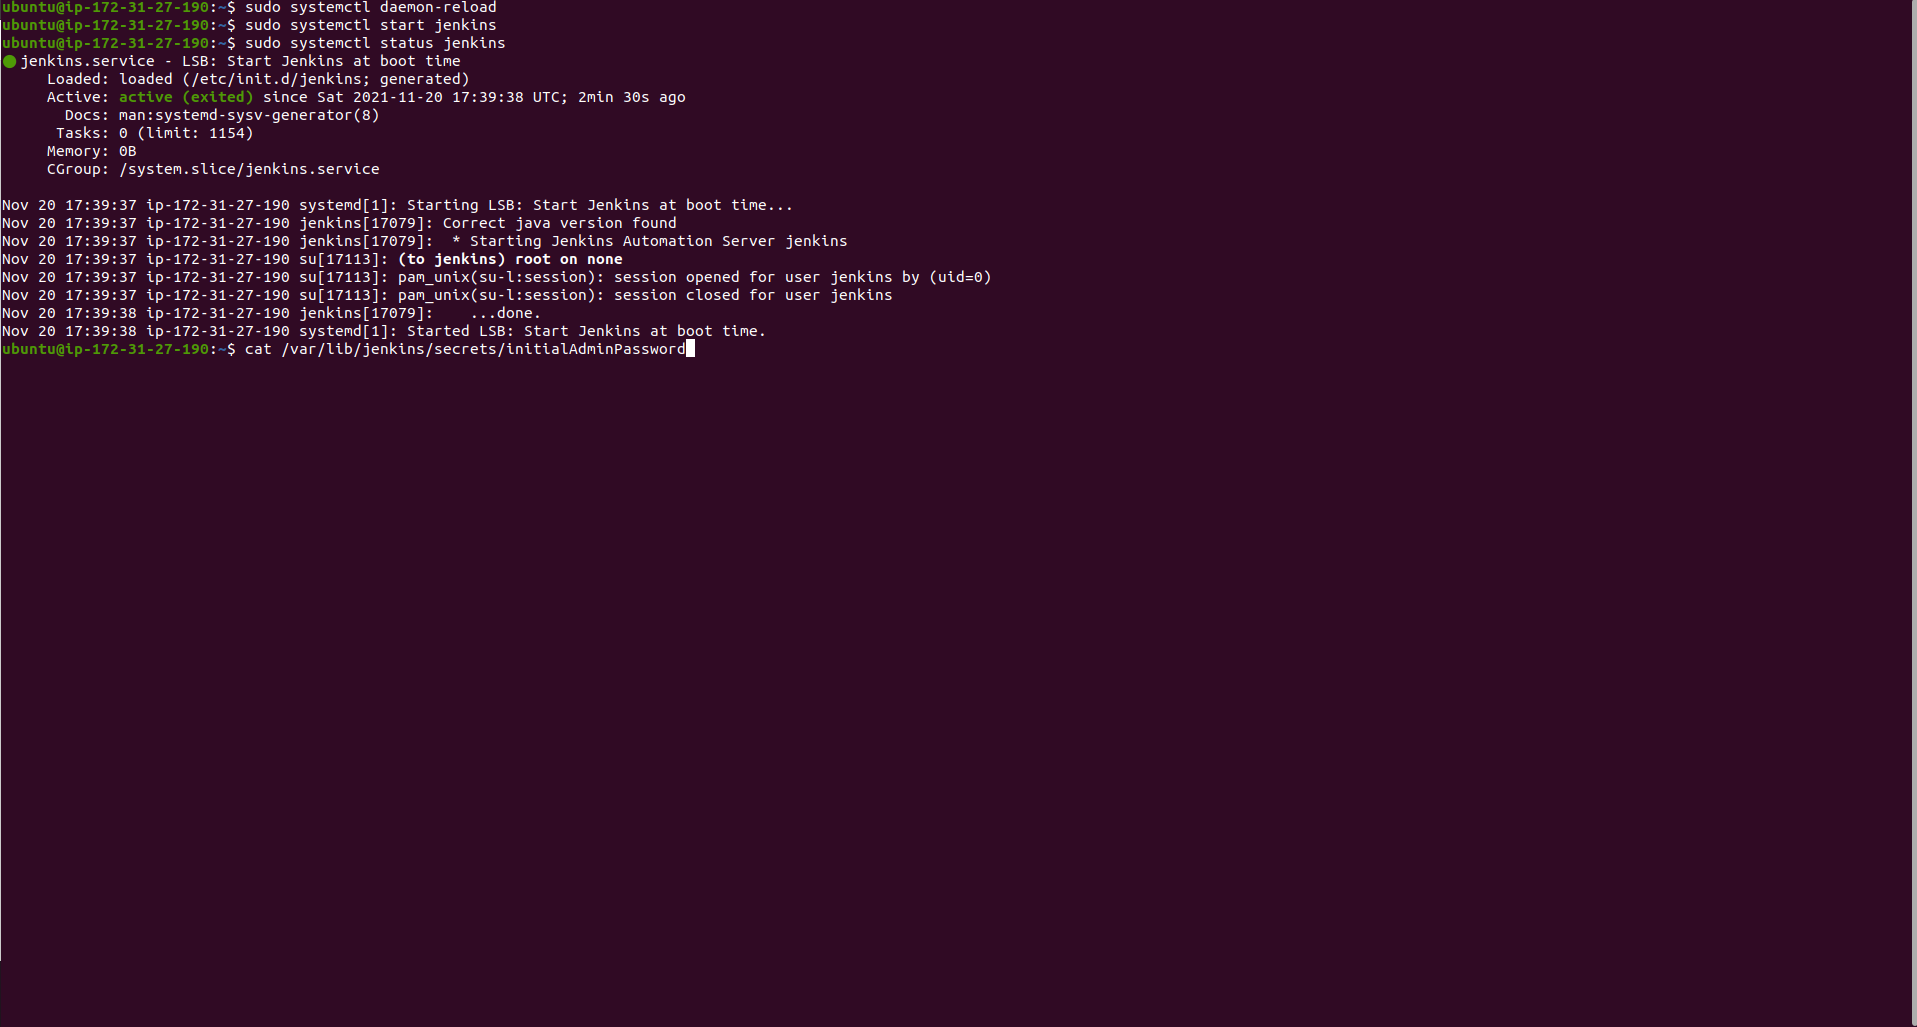 ubuntu@ip-172-31-27-190:~$ sudo systemctl daemon-reload
ubuntu@ip-172-31-27-190:~$ sudo systemctl start jenkins
ubuntu@ip-172-31-27-190:~$ sudo systemctl status jenkins
● jenkins.service - LSB: Start Jenkins at boot time
     Loaded: loaded (/etc/init.d/jenkins; generated)
     Active: active (exited) since Sat 2021-11-20 17:39:38 UTC; 2min 30s ago
       Docs: man:systemd-sysv-generator(8)
      Tasks: 0 (limit: 1154)
     Memory: 0B
     CGroup: /system.slice/jenkins.service

Nov 20 17:39:37 ip-172-31-27-190 systemd[1]: Starting LSB: Start Jenkins at boot time...
Nov 20 17:39:37 ip-172-31-27-190 jenkins[17079]: Correct java version found
Nov 20 17:39:37 ip-172-31-27-190 jenkins[17079]:  * Starting Jenkins Automation Server jenkins
Nov 20 17:39:37 ip-172-31-27-190 su[17113]: (to jenkins) root on none
Nov 20 17:39:37 ip-172-31-27-190 su[17113]: pam_unix(su-l:session): session opened for user jenkins by (uid=0)
Nov 20 17:39:37 ip-172-31-27-190 su[17113]: pam_unix(su-l:session): session closed for user jenkins
Nov 20 17:39:38 ip-172-31-27-190 jenkins[17079]:    ...done.
Nov 20 17:39:38 ip-172-31-27-190 systemd[1]: Started LSB: Start Jenkins at boot time.
ubuntu@ip-172-31-27-190:~$ cat /var/lib/jenkins/secrets/initialAdminPassword